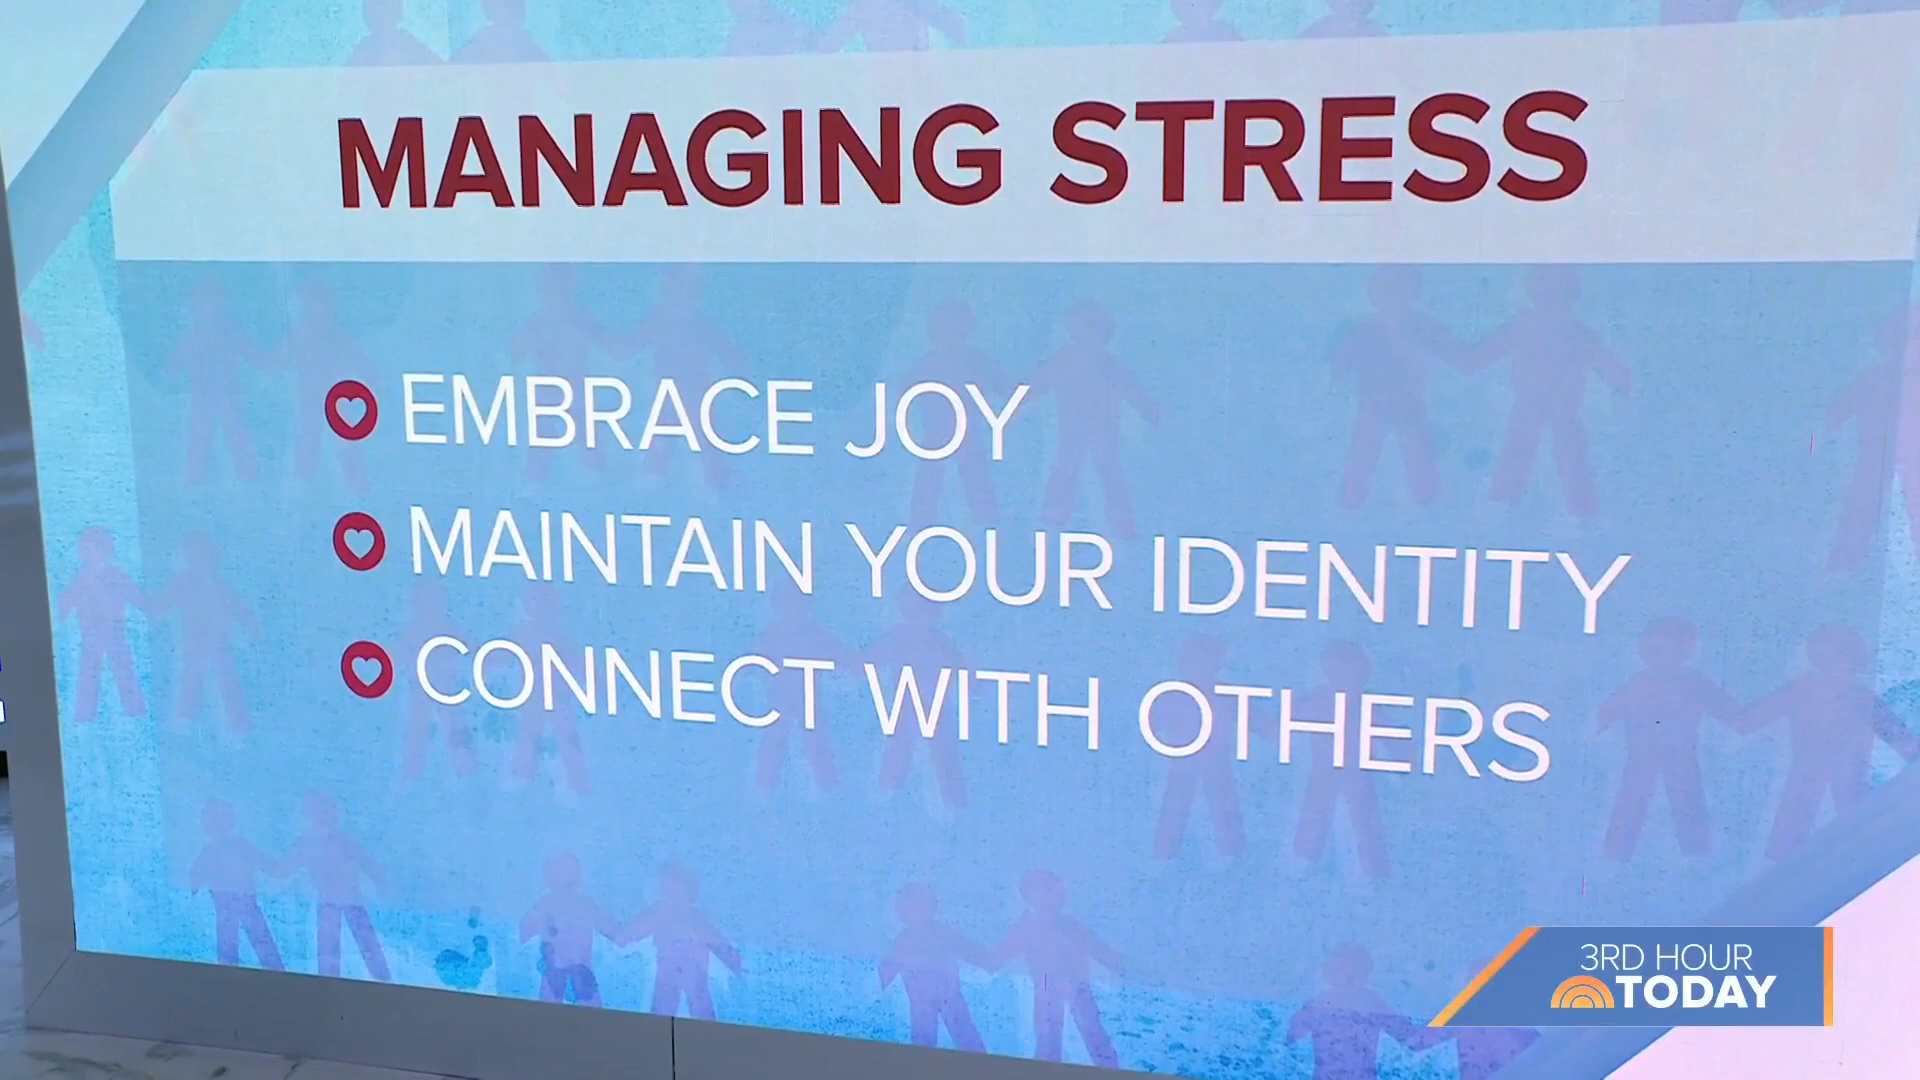 MANAGING STRESS
EMBRACE JOY
MAINTAIN YOUR IDENTITY
CONNECT WITH OTHERS
3RD HOUR
TODAY